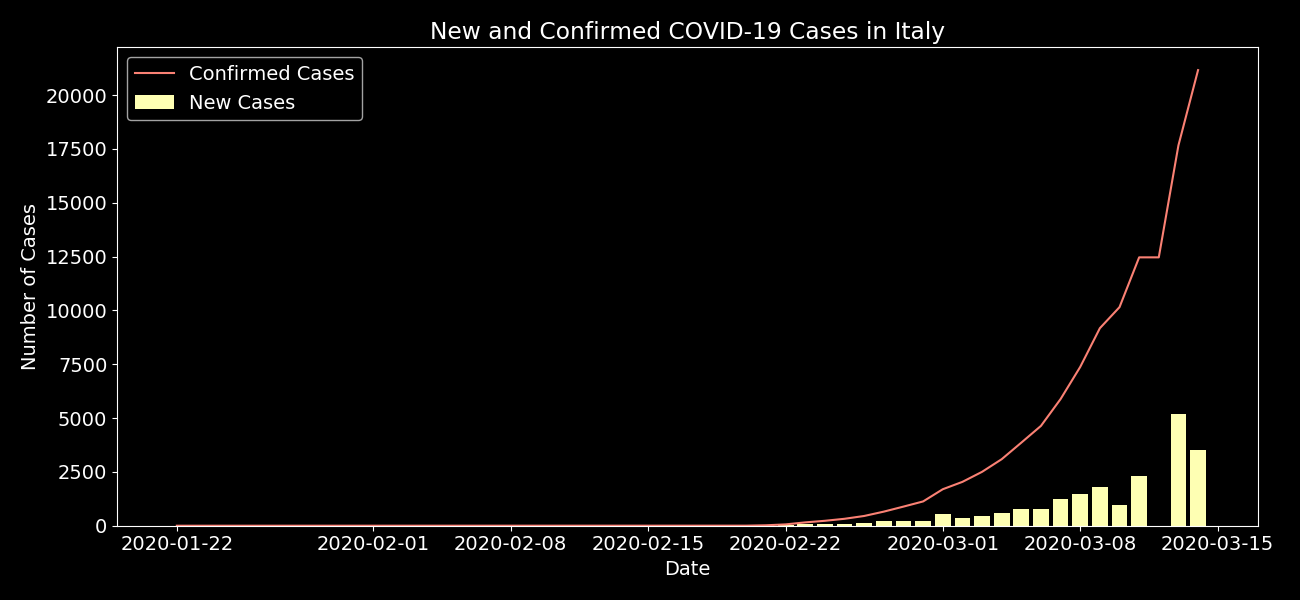 New and Confirmed COVID-19 Cases in Italy
Confirmed Cases
New Cases
Number of Cases
20000
17500
15000
12500
10000
7500
5000
2500
0
2020-01-22 2020-02-01 2020-02-08 2020-02-15 2020-02-22 2020-03-01 2020-03-08 2020-03-15
Date